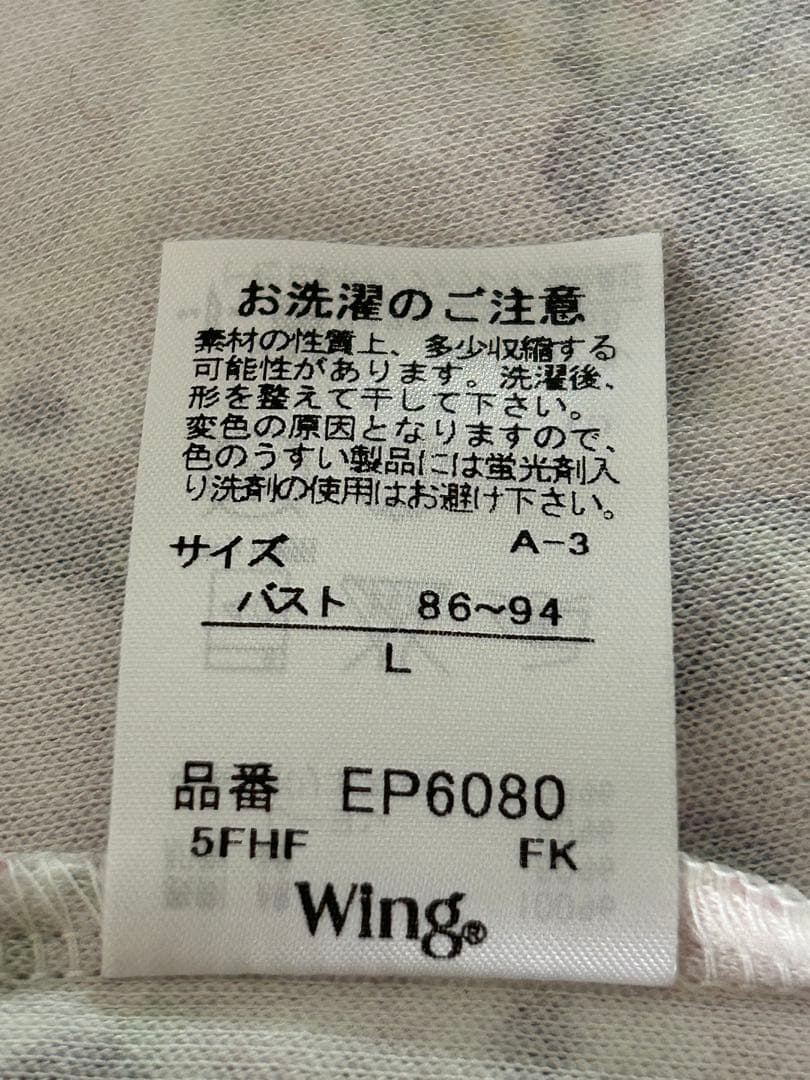 お洗濯のご注意
素材の性質上、多少収縮する
可能性があります。洗濯後、
形を整えて干して下さい。
変色の原因となりますので、
色のうすい製品には蛍光剤入
り洗剤の使用はお避け下さい。
A-3
サイズ
バスト 86〜94
L
品番 EP6080
5FHF FK
Wing®